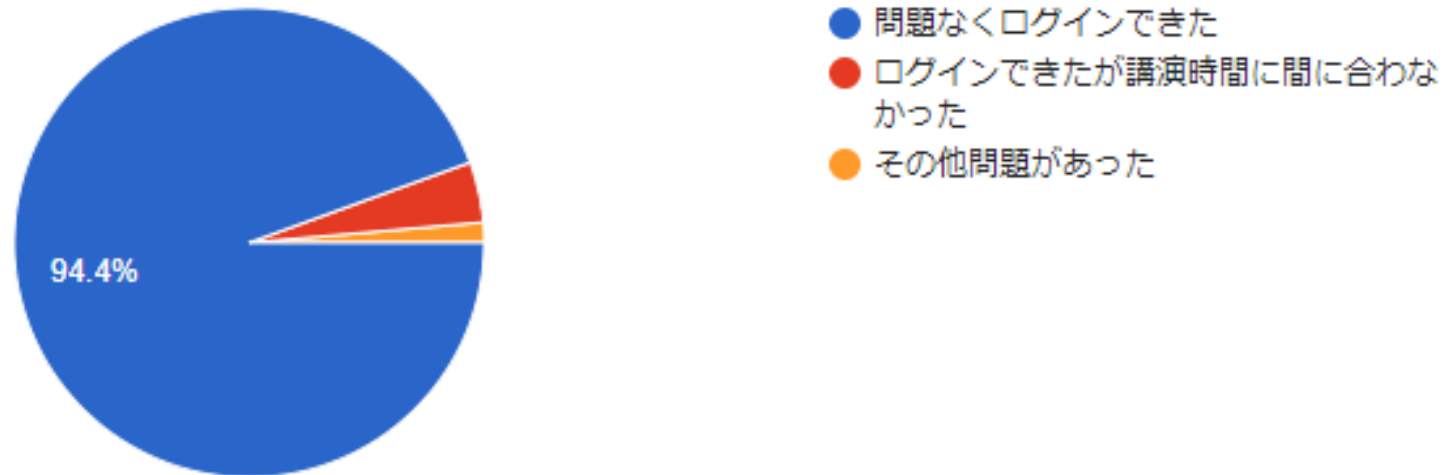 問題なくログインできた
ログインできたが講演時間に間に合わな
かった
その他問題があった
94.4%